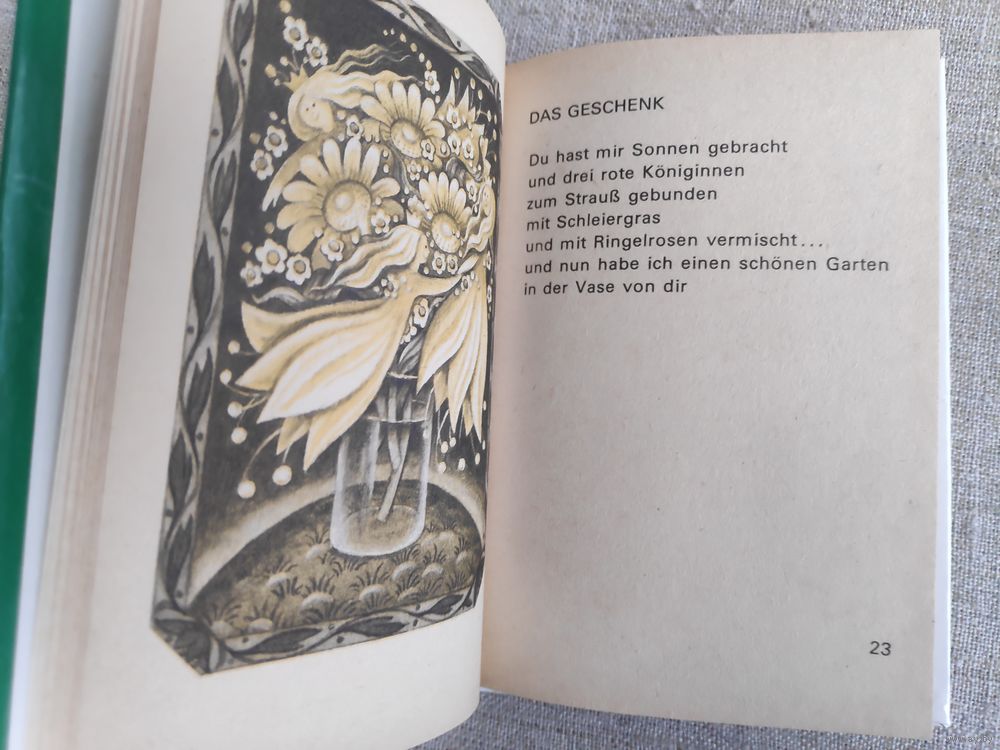 DAS GESCHENK
Du hast mir Sonnen gebracht
und drei rote Königinnen
zum Strauß gebunden
mit Schleiergras
und mit Ringelrosen vermischt...
und nun habe ich einen schönen Garten
in der Vase von dir
23